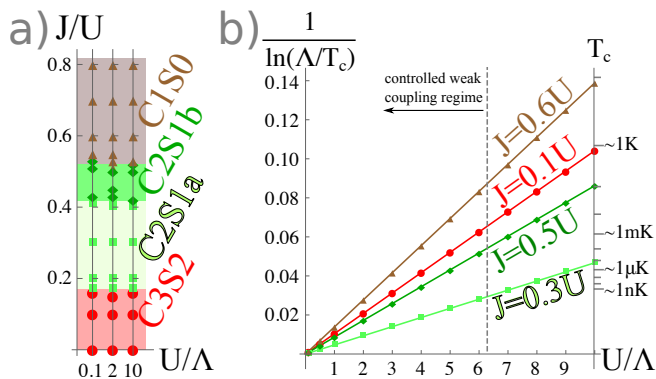 a)
J/U
0.8
0.6
0.4
0.2
0.1
2
10
U/Λ
C1S0
C2S1b
C2S1a
C3S2
b)
1
ln(Λ/T_c)
T_c
0.14
0.12
0.10
0.08
0.06
0.04
0.02
controlled weak
coupling regime
J=0.6U
J=0.1U
J=0.5U
J=0.3U
~1K
~1mK
~1μK
~1nK
1 2 3 4 5 6 7 8 9
U/Λ